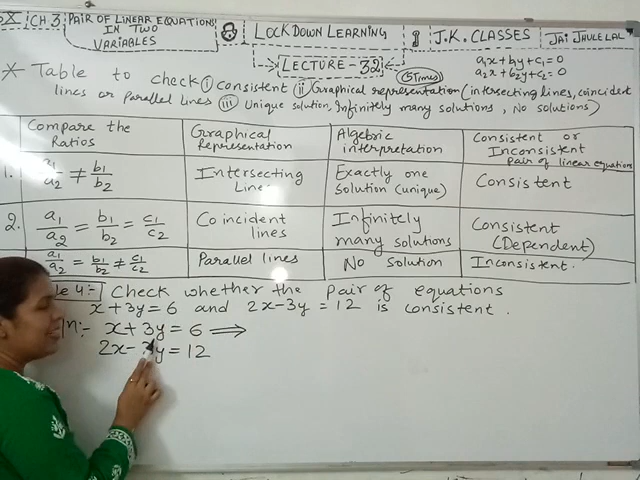 X CH 3 PAIR OF LINEAR EQUATIONS IN TWO VARIABLES
LOCKDOWN LEARNING
J.K. CLASSES
JAI JHULELAL
LECTURE - 32
a₁x + b₁y + c₁ = 0
a₂x + b₂y + c₂ = 0
(5 Times)
* Table to check (i) consistent (ii) Graphical representation (intersecting lines, coincident
lines or Parallel lines (iii) Unique solution, Infinitely many solutions, No solutions)
Compare the Ratios | Graphical Representation | Algebric interpretation | Consistent or Inconsistent pair of linear equation
1. a₁/a₂ ≠ b₁/b₂ | Intersecting Lines | Exactly one solution (unique) | Consistent
2. a₁/a₂ = b₁/b₂ = c₁/c₂ | Coincident lines | Infinitely many solutions | Consistent (Dependent)
a₁/a₂ = b₁/b₂ ≠ c₁/c₂ | Parallel lines | No solution | Inconsistent.
4:- Check whether the pair of equations
x + 3y = 6 and 2x - 3y = 12 is consistent.
n:- x + 3y = 6 ⟹
2x - 3y = 12